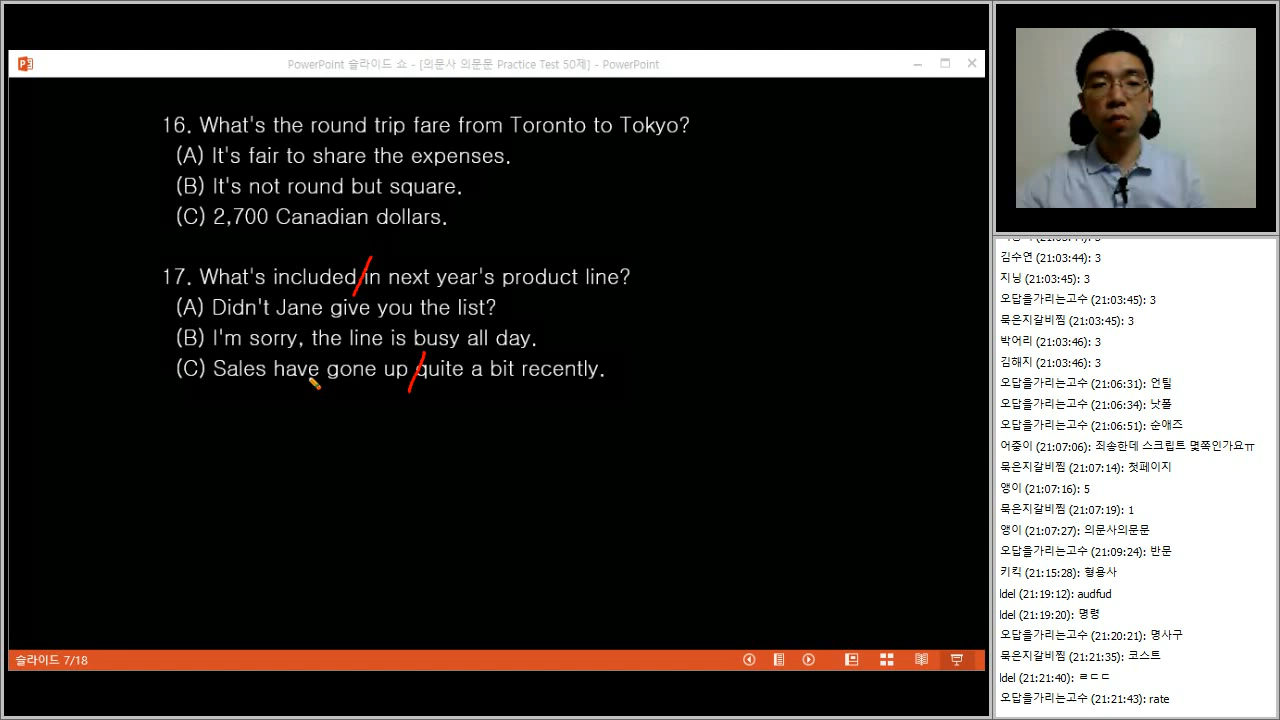 PowerPoint 슬라이드 쇼 - [의문사 의문문 Practice Test 50제] - PowerPoint
16. What's the round trip fare from Toronto to Tokyo?
(A) It's fair to share the expenses.
(B) It's not round but square.
(C) 2,700 Canadian dollars.
17. What's included in next year's product line?
(A) Didn't Jane give you the list?
(B) I'm sorry, the line is busy all day.
(C) Sales have gone up quite a bit recently.
슬라이드 7/18
김수연 (21:03:44): 3
지닝 (21:03:45): 3
오답을가리는고수 (21:03:45): 3
묵은지갈비찜 (21:03:45): 3
박어리 (21:03:46): 3
김해지 (21:03:46): 3
오답을가리는고수 (21:06:31): 언틸
오답을가리는고수 (21:06:34): 낫폴
오답을가리는고수 (21:06:51): 순애즈
어중이 (21:07:06): 죄송한데 스크립트 몇쪽인가요ㅠ
묵은지갈비찜 (21:07:14): 첫페이지
앵이 (21:07:16): 5
묵은지갈비찜 (21:07:19): 1
앵이 (21:07:27): 의문사의문문
오답을가리는고수 (21:09:24): 반문
키킥 (21:15:28): 형용사
ldel (21:19:12): audfud
ldel (21:19:20): 명령
오답을가리는고수 (21:20:21): 명사구
묵은지갈비찜 (21:21:35): 코스트
ldel (21:21:40): ㄹㄷㄷ
오답을가리는고수 (21:21:43): rate